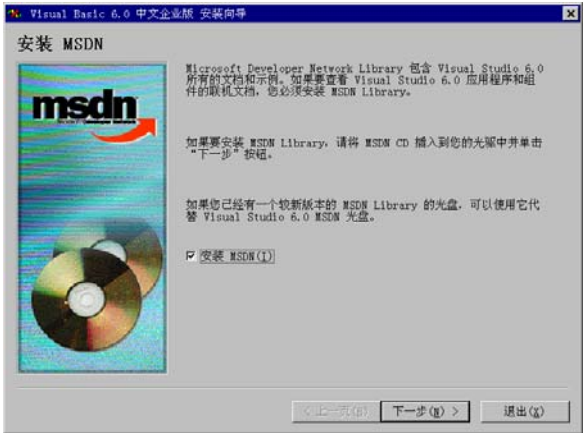 Visual Basic 6.0 中文企业版 安装向导
安装 MSDN
msdn
Microsoft Developer Network Library 包含 Visual Studio 6.0
所有的文档和示例。如果要查看 Visual Studio 6.0 应用程序和组
件的联机文档，您必须安装 MSDN Library。
如果要安装 MSDN Library，请将 MSDN CD 插入到您的光驱中并单击
“下一步”按钮。
如果您已经有一个较新版本的 MSDN Library 的光盘，可以使用它代
替 Visual Studio 6.0 MSDN 光盘。
安装 MSDN(I)
< 上一页(B)
下一步(N) >
退出(X)